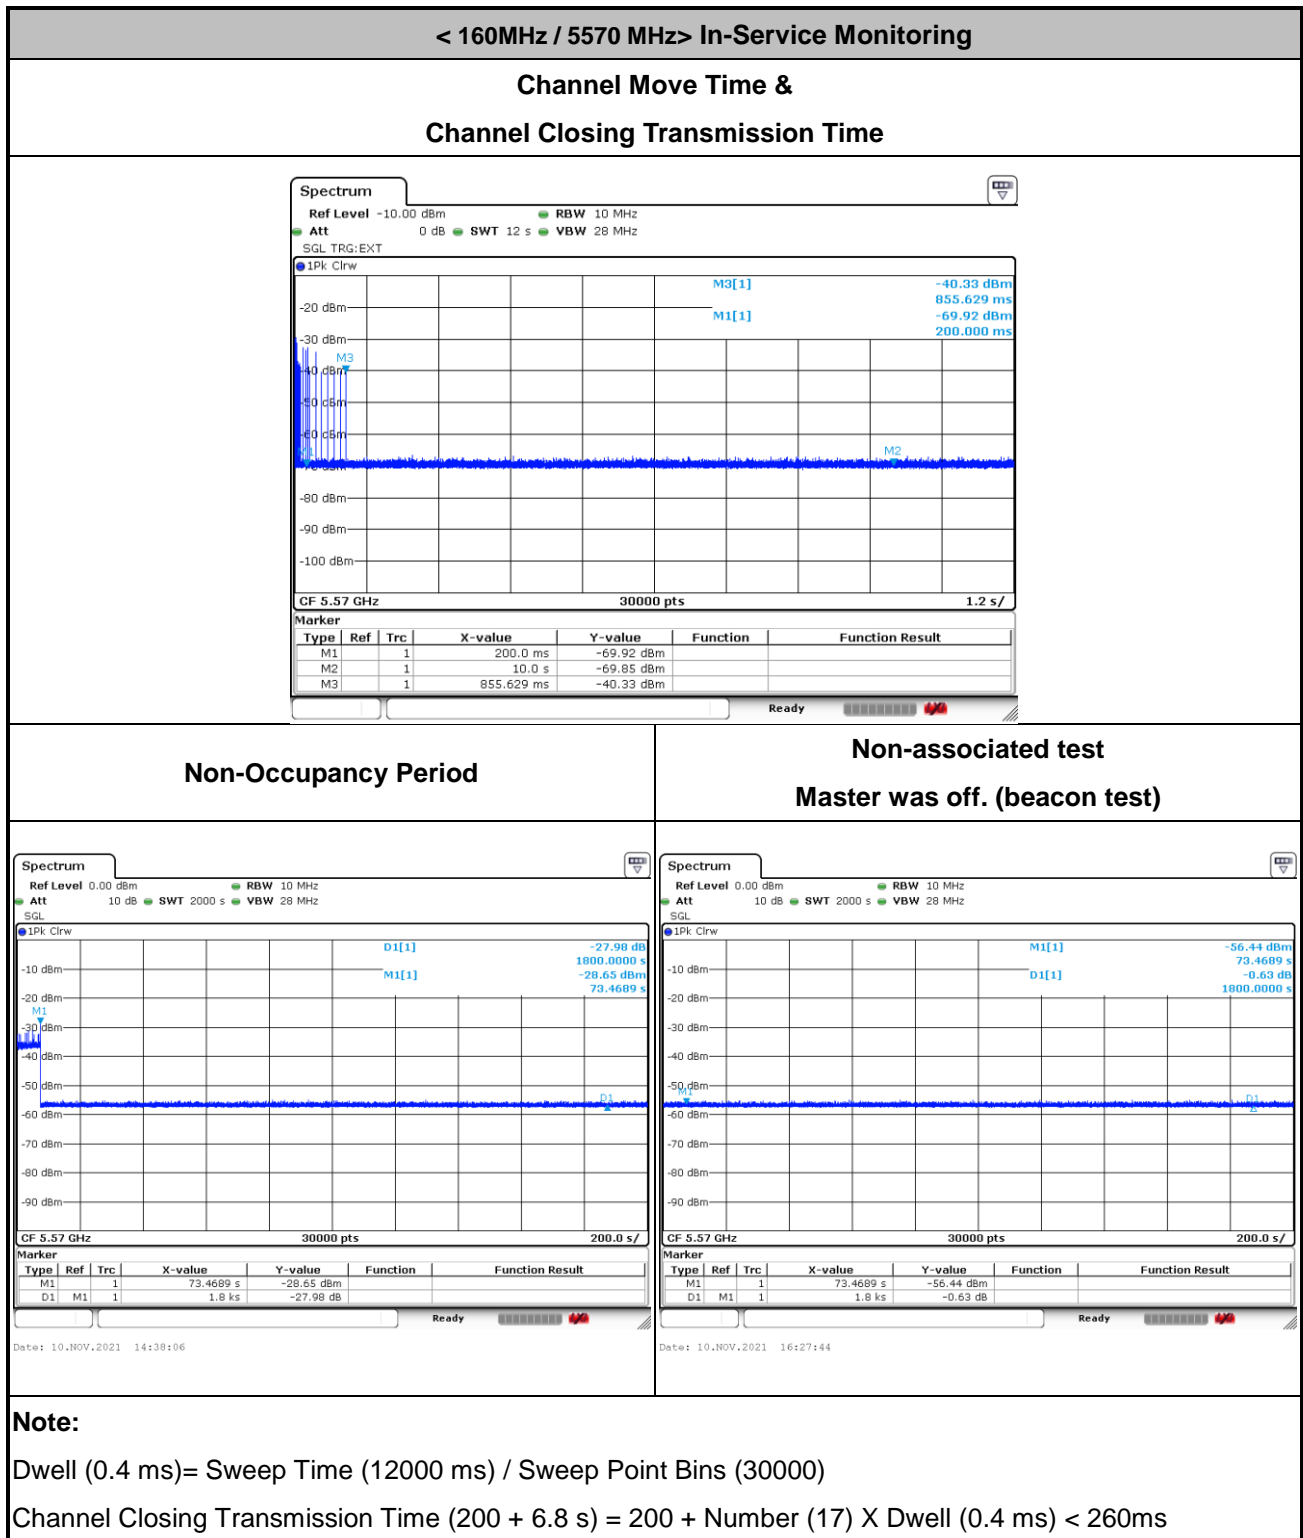 < 160MHz / 5570 MHz> In-Service Monitoring
Channel Move Time &
Channel Closing Transmission Time
Spectrum
Ref Level -10.00 dBm RBW 10 MHz
Att 0 dB SWT 12 s VBW 28 MHz
SGL TRG:EXT
1Pk Clrw
M3[1] -40.33 dBm
855.629 ms
-20 dBm
M1[1] -69.92 dBm
200.000 ms
-30 dBm
M3
-40 dBm
-50 dBm
-60 dBm
M1 M2
-70 dBm
-80 dBm
-90 dBm
-100 dBm
CF 5.57 GHz 30000 pts 1.2 s/
Marker
Type Ref Trc X-value Y-value Function Function Result
M1 1 200.0 ms -69.92 dBm
M2 1 10.0 s -69.85 dBm
M3 1 855.629 ms -40.33 dBm
Ready
Non-Occupancy Period
Non-associated test
Master was off. (beacon test)
Spectrum
Ref Level 0.00 dBm RBW 10 MHz
Att 10 dB SWT 2000 s VBW 28 MHz
SGL
1Pk Clrw
D1[1] -27.98 dB
1800.0000 s
-10 dBm
M1[1] -28.65 dBm
73.4689 s
-20 dBm
M1
-30 dBm
-40 dBm
-50 dBm
D1
-60 dBm
-70 dBm
-80 dBm
-90 dBm
CF 5.57 GHz 30000 pts 200.0 s/
Marker
Type Ref Trc X-value Y-value Function Function Result
M1 1 73.4689 s -28.65 dBm
D1 M1 1 1.8 ks -27.98 dB
Ready
Date: 10.NOV.2021 14:38:06
Spectrum
Ref Level 0.00 dBm RBW 10 MHz
Att 10 dB SWT 2000 s VBW 28 MHz
SGL
1Pk Clrw
M1[1] -56.44 dBm
73.4689 s
-10 dBm
D1[1] -0.63 dB
1800.0000 s
-20 dBm
-30 dBm
-40 dBm
-50 dBm
M1 D1
-60 dBm
-70 dBm
-80 dBm
-90 dBm
CF 5.57 GHz 30000 pts 200.0 s/
Marker
Type Ref Trc X-value Y-value Function Function Result
M1 1 73.4689 s -56.44 dBm
D1 M1 1 1.8 ks -0.63 dB
Ready
Date: 10.NOV.2021 16:27:44
Note:
Dwell (0.4 ms)= Sweep Time (12000 ms) / Sweep Point Bins (30000)
Channel Closing Transmission Time (200 + 6.8 s) = 200 + Number (17) X Dwell (0.4 ms) < 260ms